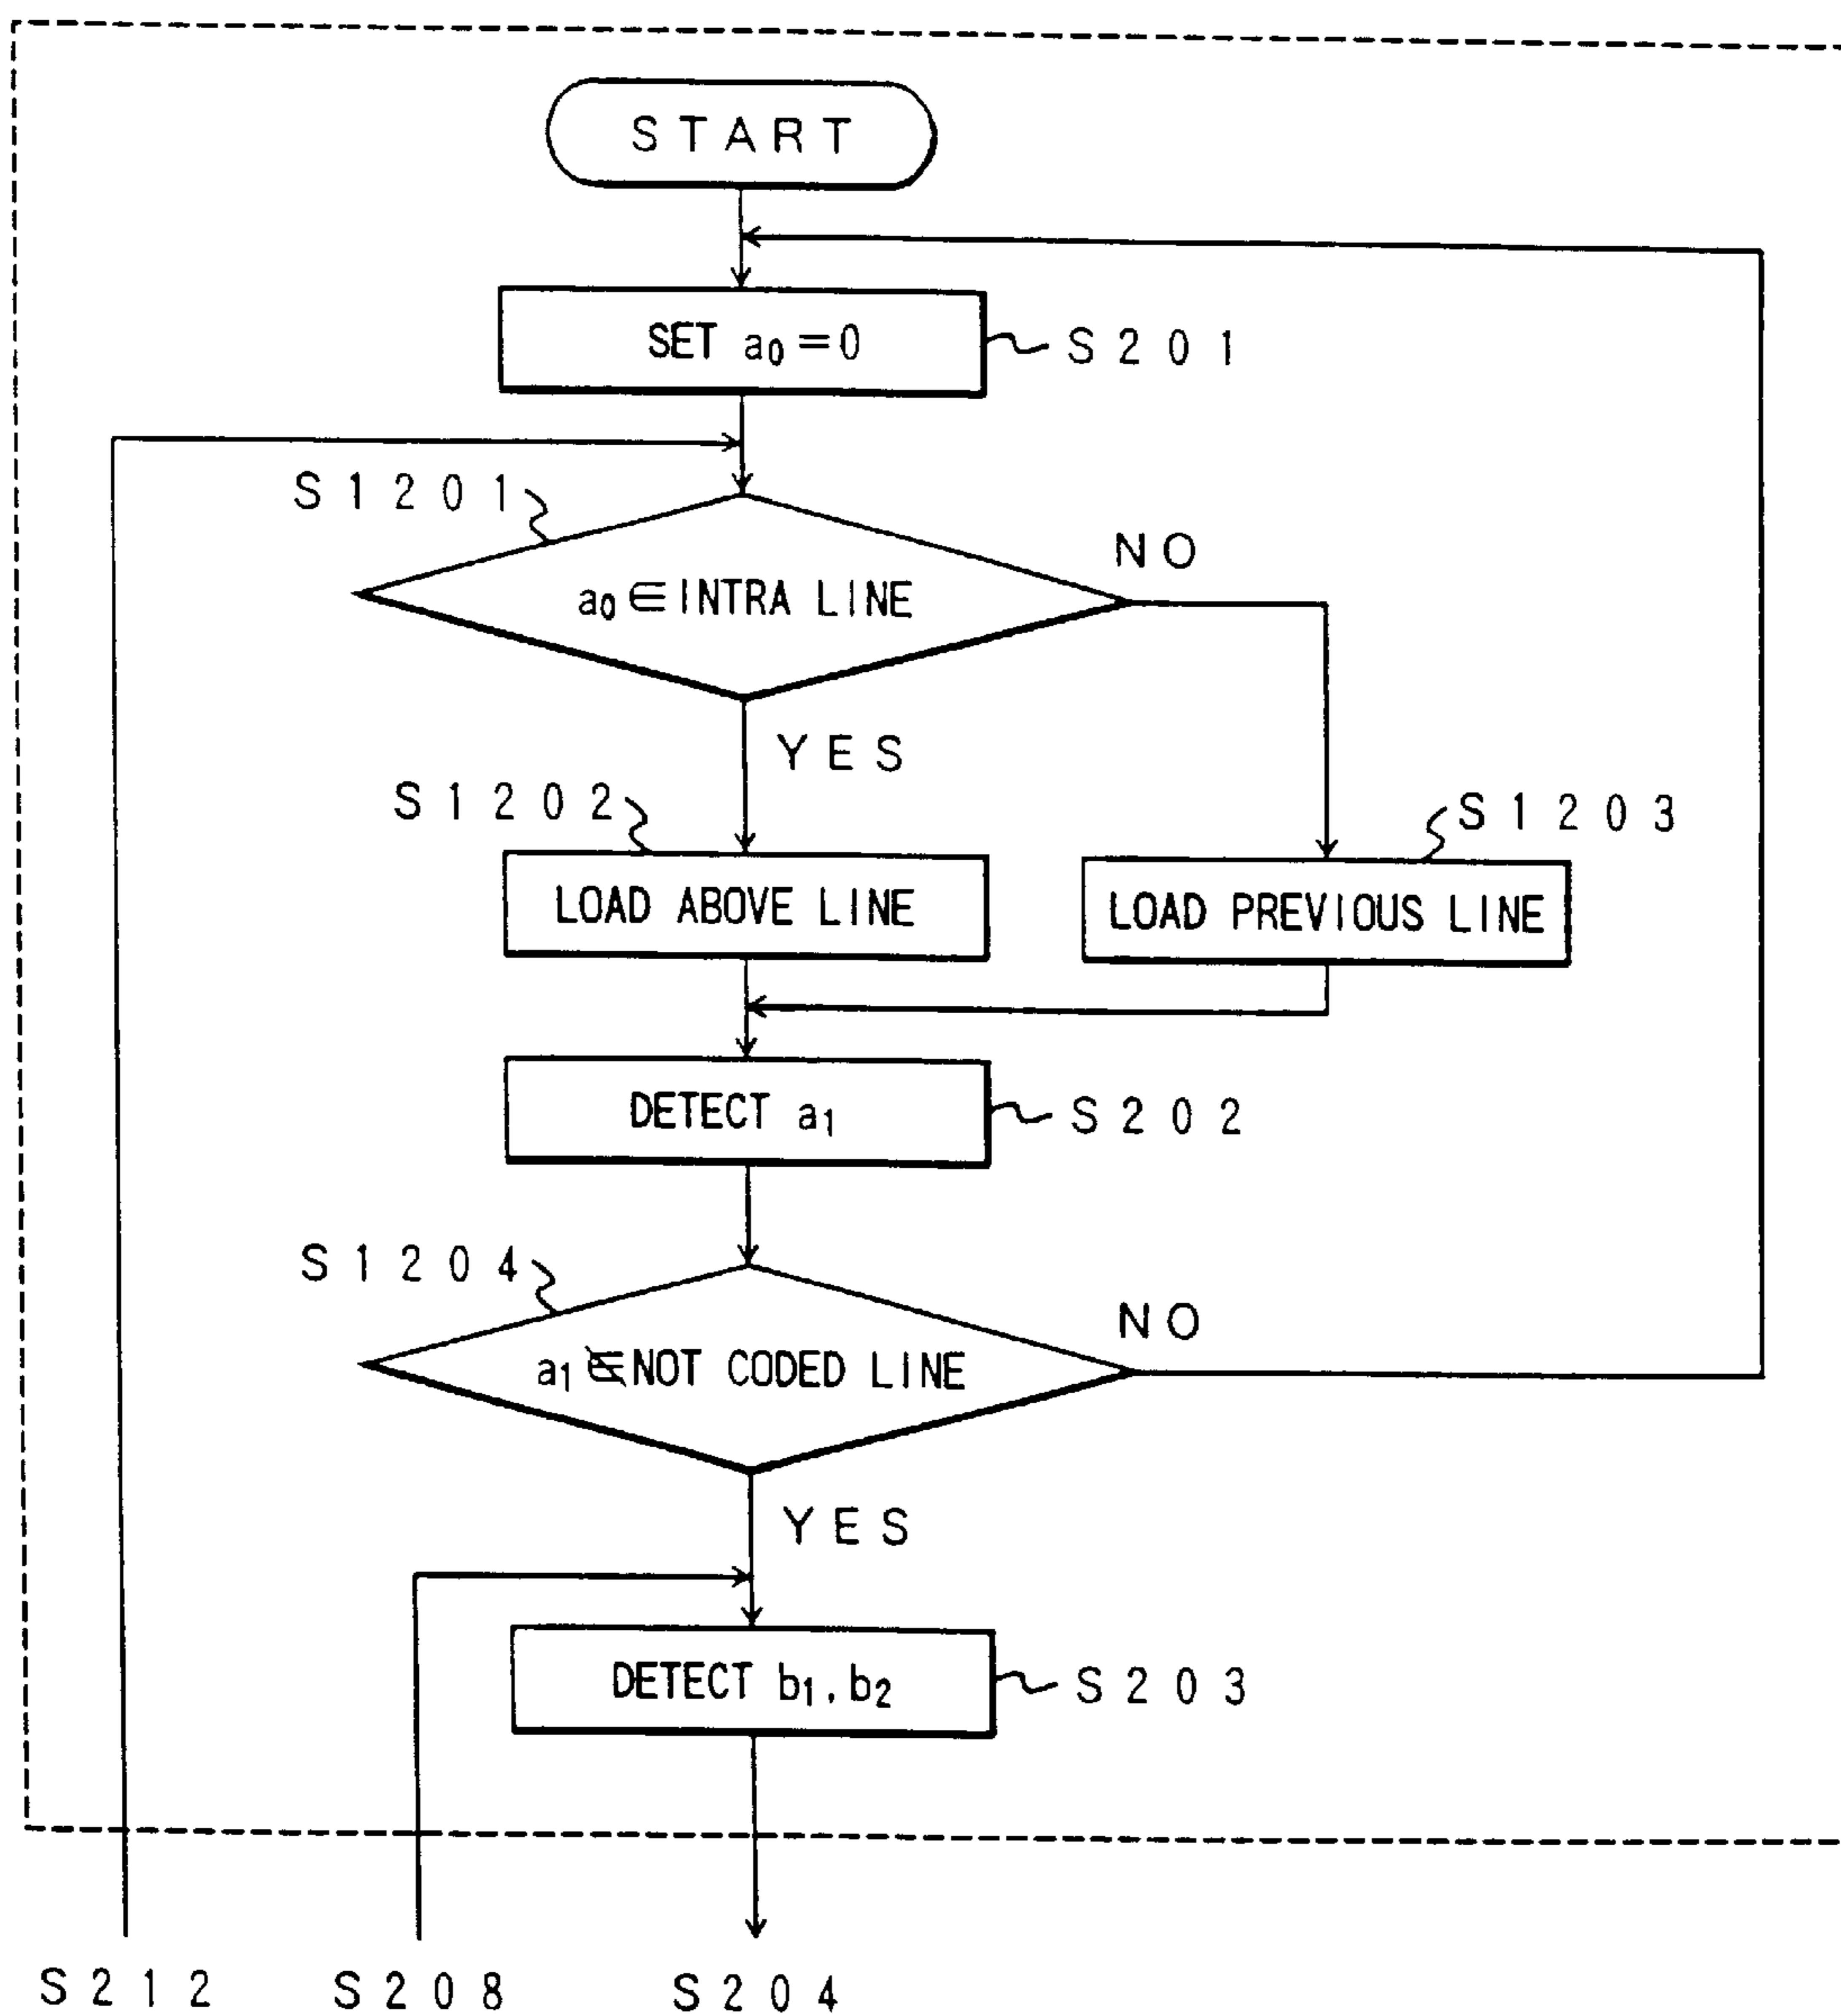 START
SET a₀=0
S201
S1201
a₀∈INTRA LINE
NO
YES
S1202
LOAD ABOVE LINE
S1203
LOAD PREVIOUS LINE
DETECT a₁
S202
S1204
a₁∉NOT CODED LINE
NO
YES
DETECT b₁,b₂
S203
S212
S208
S204